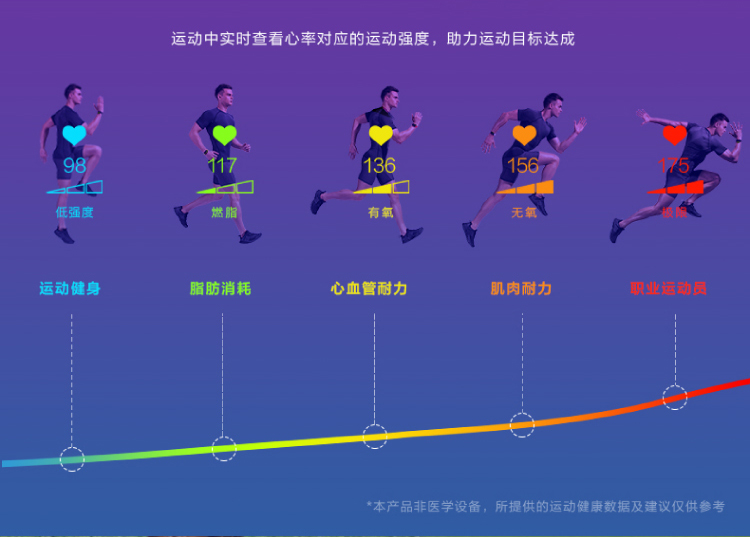 运动中实时查看心率对应的运动强度，助力运动目标达成
98
117
136
156
175
低强度
燃脂
有氧
无氧
极限
运动健身
脂肪消耗
心血管耐力
肌肉耐力
职业运动员
*本产品非医学设备，所提供的运动健康数据及建议仅供参考